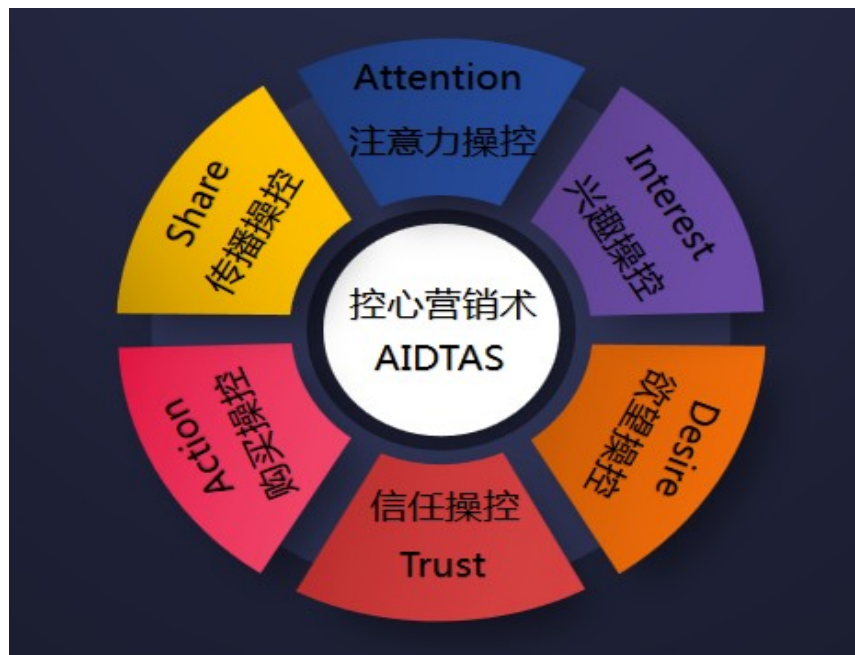 Attention
注意力操控
Interest
兴趣操控
Desire
欲望操控
信任操控
Trust
Action
购买操控
Share
传播操控
控心营销术
AIDTAS